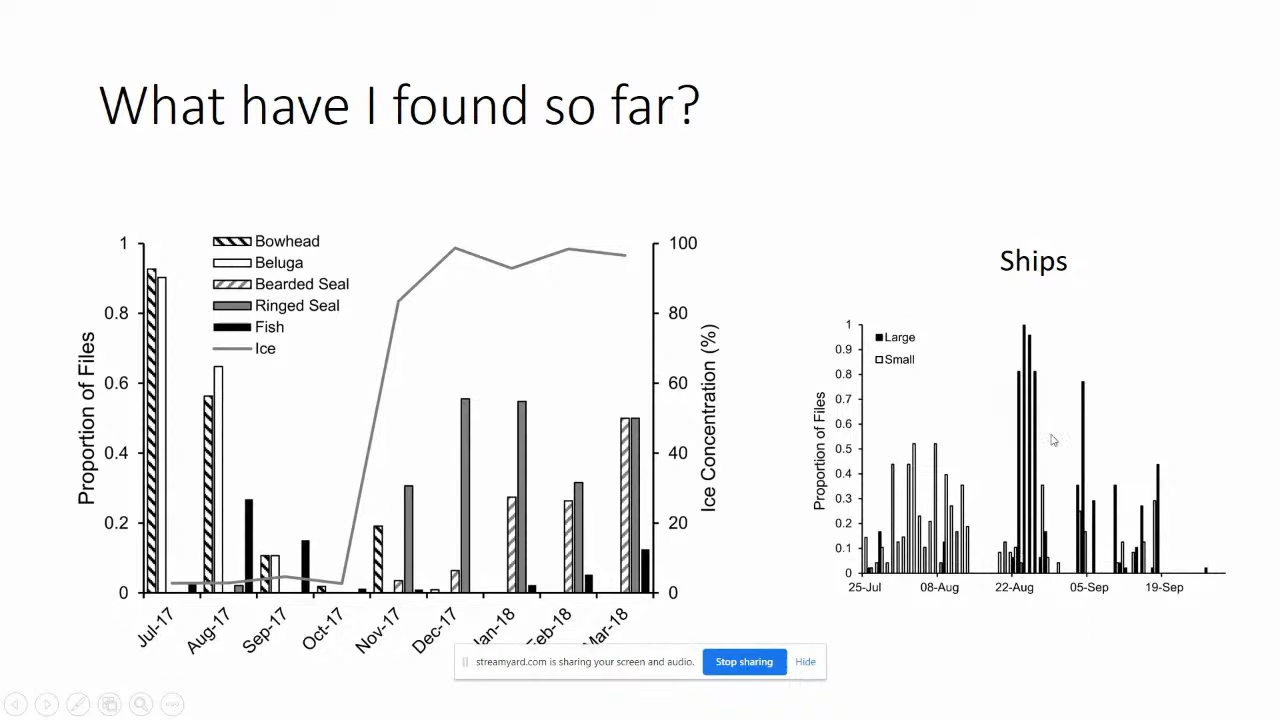 What have I found so far?
Bowhead
Beluga
Bearded Seal
Ringed Seal
Fish
Ice
Proportion of Files
1
0.8
0.6
0.4
0.2
0
100
80
60
40
20
0
Ice Concentration (%)
Jul-17
Aug-17
Sep-17
Oct-17
Nov-17
Dec-17
Jan-18
Feb-18
Mar-18
Ships
Large
Small
Proportion of Files
1
0.9
0.8
0.7
0.6
0.5
0.4
0.3
0.2
0.1
0
25-Jul
08-Aug
22-Aug
05-Sep
19-Sep
streamyard.com is sharing your screen and audio.
Stop sharing
Hide